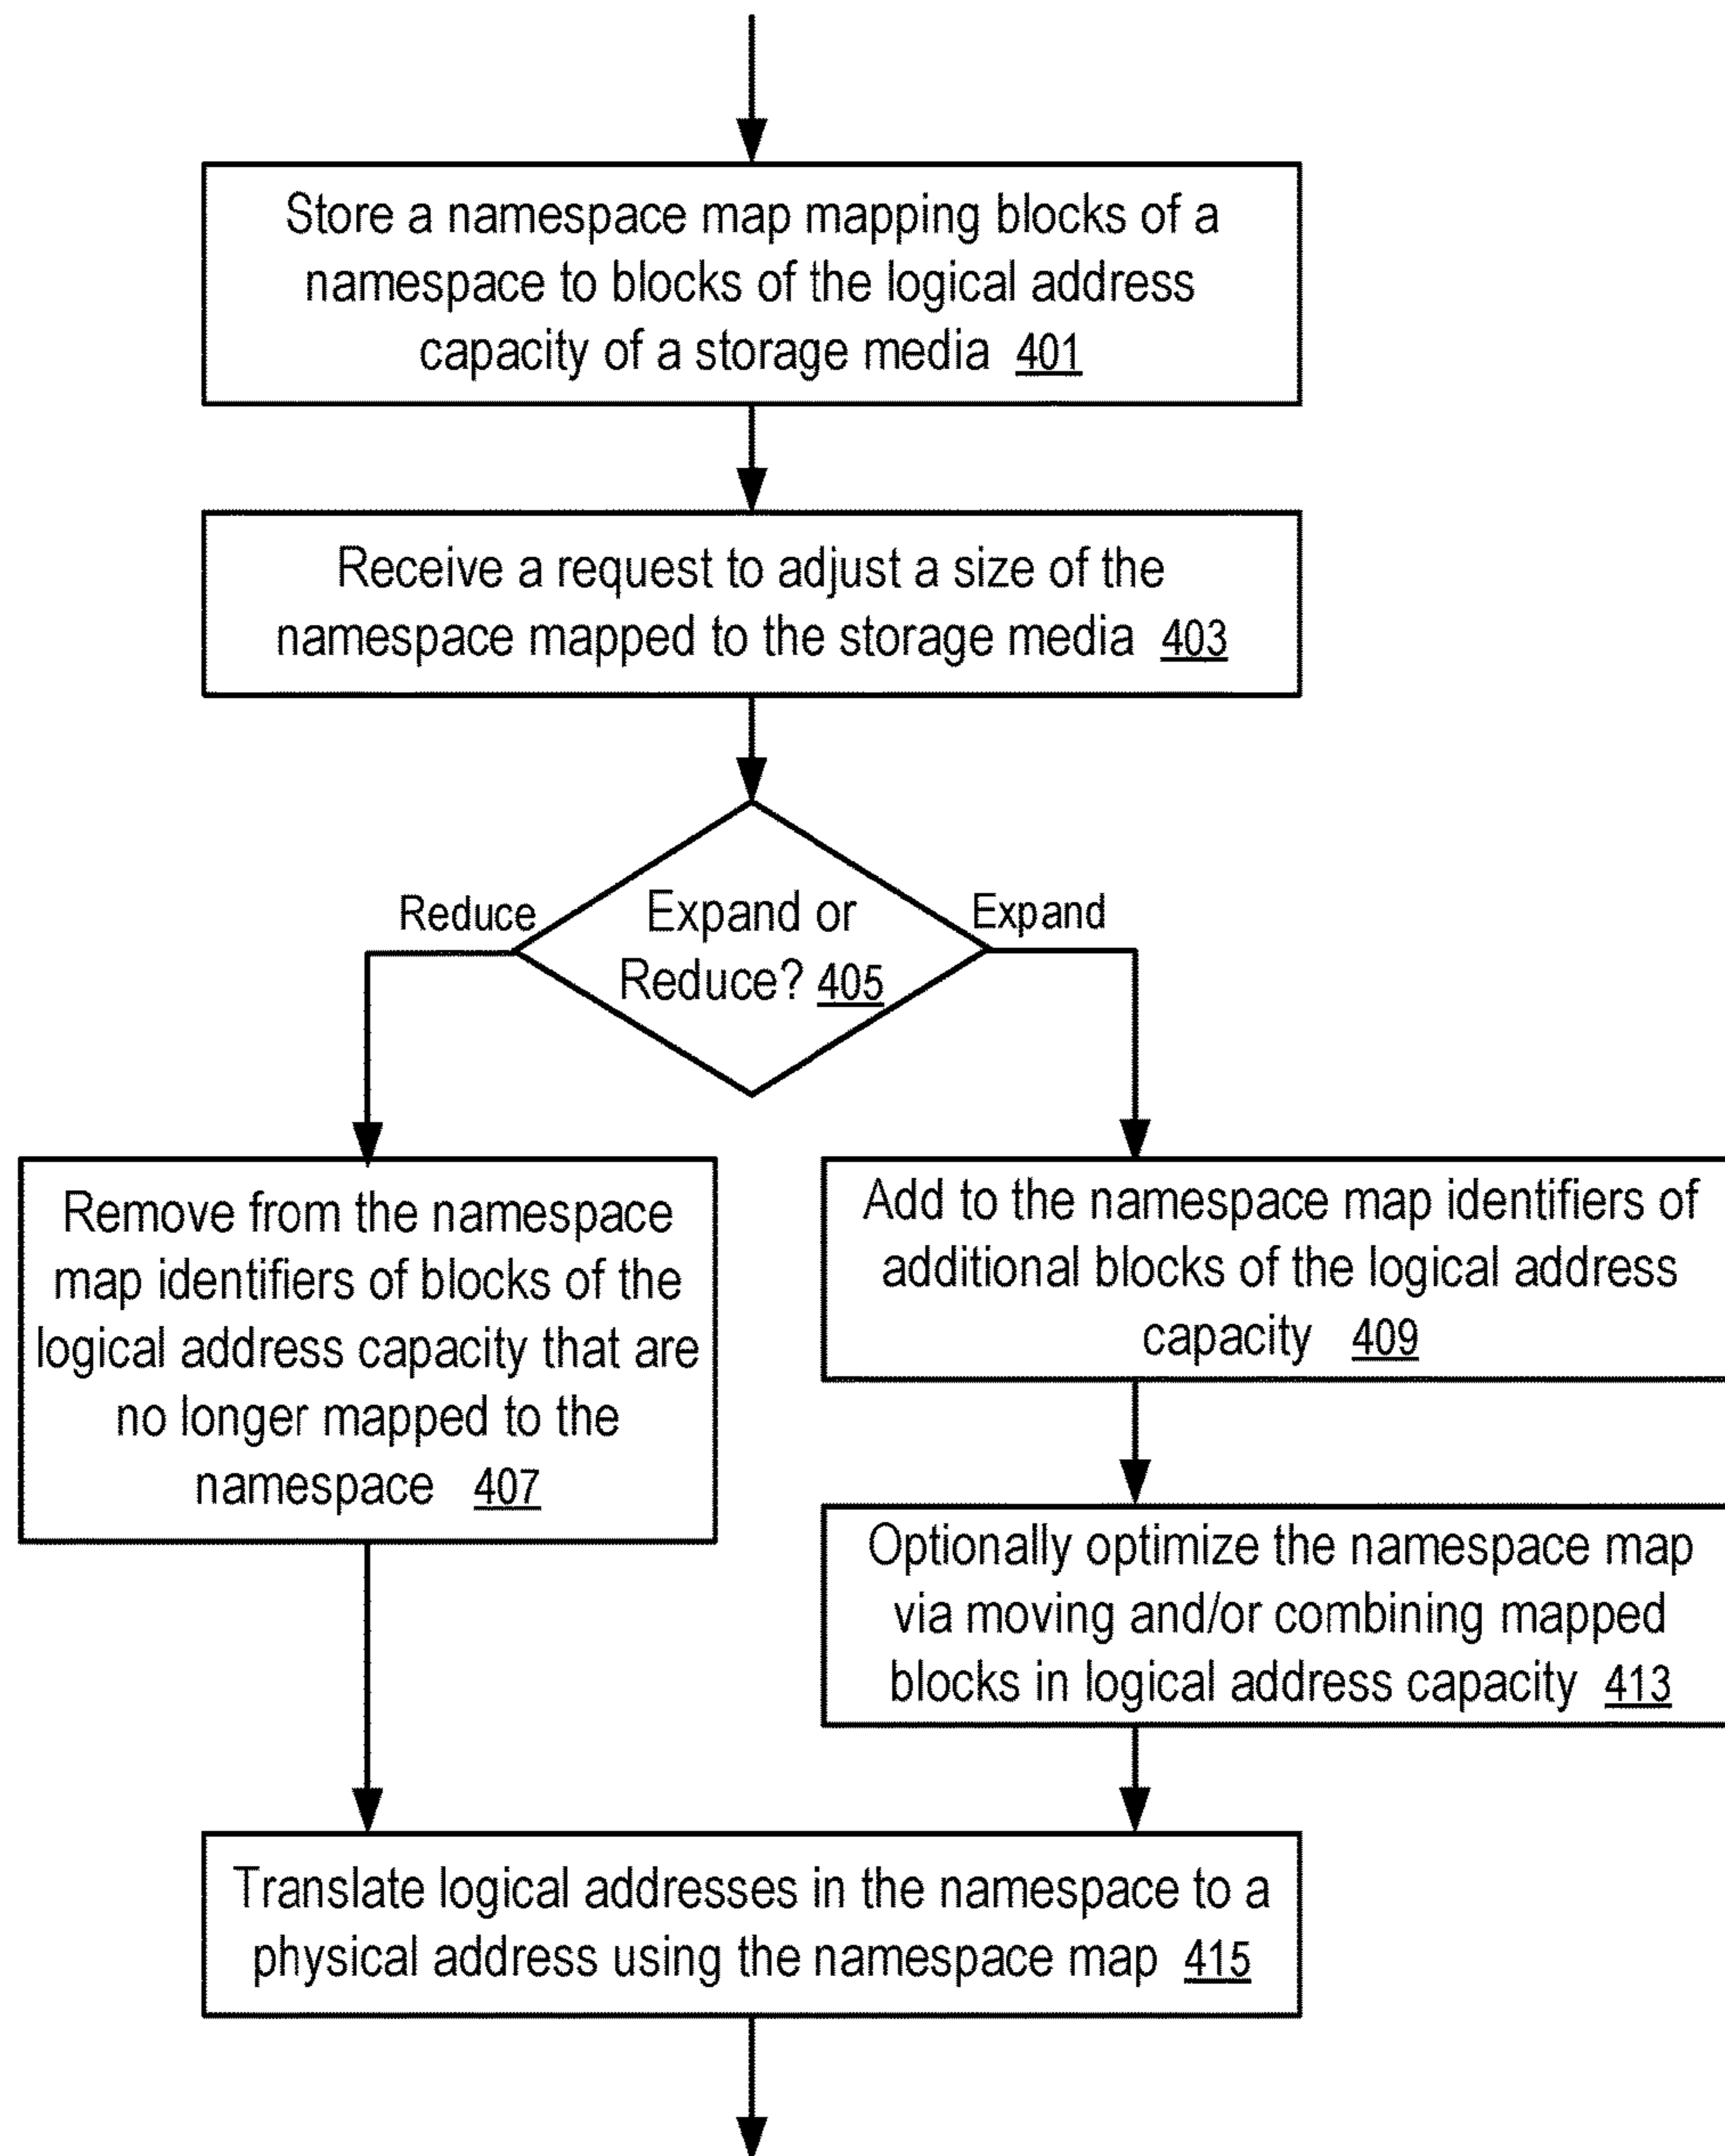 Store a namespace map mapping blocks of a
namespace to blocks of the logical address
capacity of a storage media 401
Receive a request to adjust a size of the
namespace mapped to the storage media 403
Reduce
Expand or
Reduce? 405
Expand
Remove from the namespace
map identifiers of blocks of the
logical address capacity that are
no longer mapped to the
namespace 407
Add to the namespace map identifiers of
additional blocks of the logical address
capacity 409
Optionally optimize the namespace map
via moving and/or combining mapped
blocks in logical address capacity 413
Translate logical addresses in the namespace to a
physical address using the namespace map 415